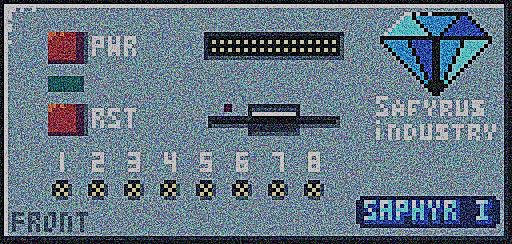 PWR
SAFYRUS
INDUSTRY
RST
1 2 3 4 5 6 7 8
SAPHYR I
FRONT